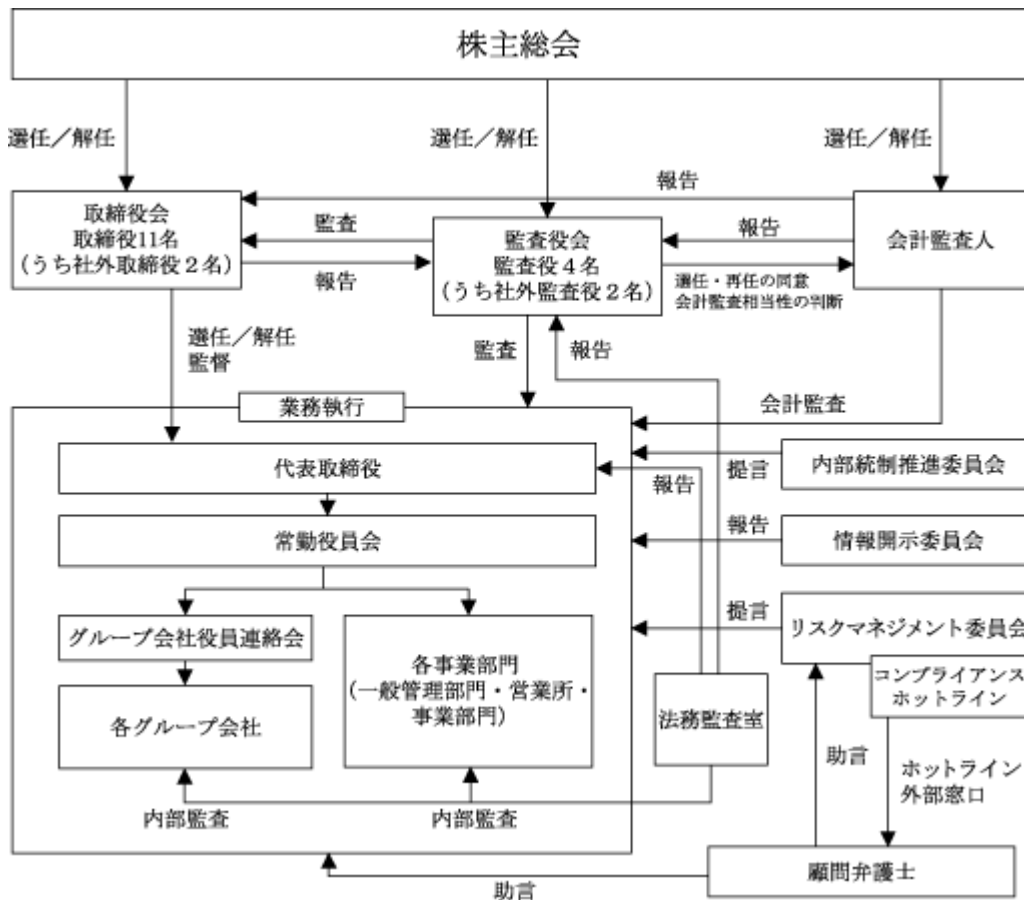 株主総会
選任／解任
選任／解任
選任／解任
報告
取締役会
取締役11名
（うち社外取締役２名）
監査
報告
監査役会
監査役４名
（うち社外監査役２名）
報告
選任・再任の同意
会計監査相当性の判断
会計監査人
選任／解任
監督
監査
報告
会計監査
業務執行
代表取締役
報告
提言
内部統制推進委員会
常勤役員会
報告
情報開示委員会
グループ会社役員連絡会
各事業部門
（一般管理部門・営業所・
事業部門）
提言
リスクマネジメント委員会
コンプライアンス
ホットライン
各グループ会社
法務監査室
助言
ホットライン
外部窓口
内部監査
内部監査
助言
顧問弁護士